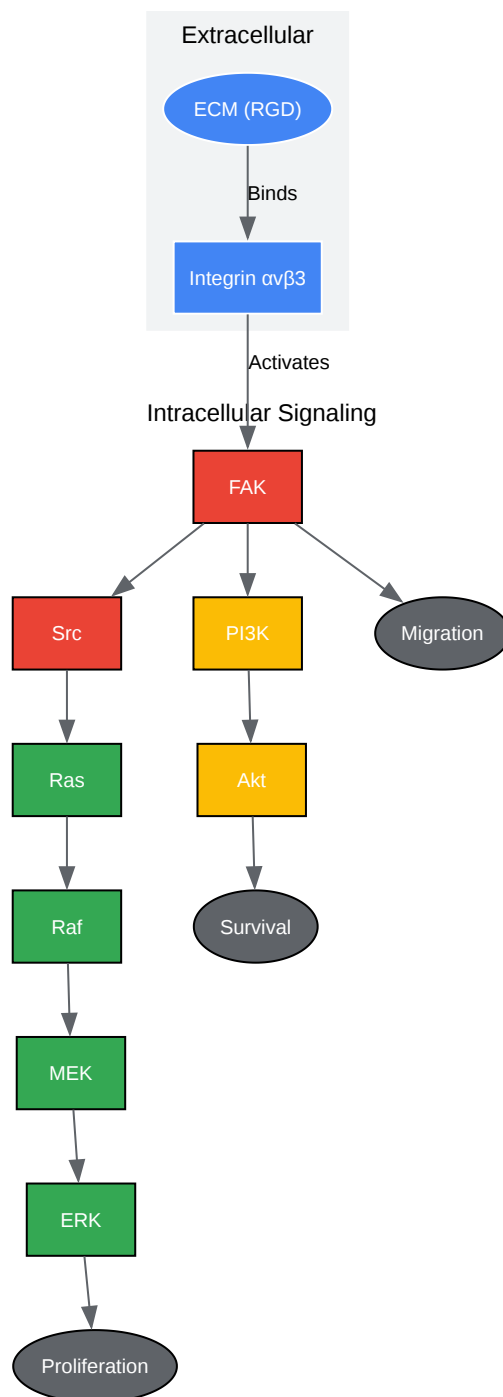 Extracellular
ECM (RGD)
Binds
Integrin αvβ3
Activates
Intracellular Signaling
FAK
Src
PI3K
Migration
Ras
Akt
Raf
Survival
MEK
ERK
Proliferation